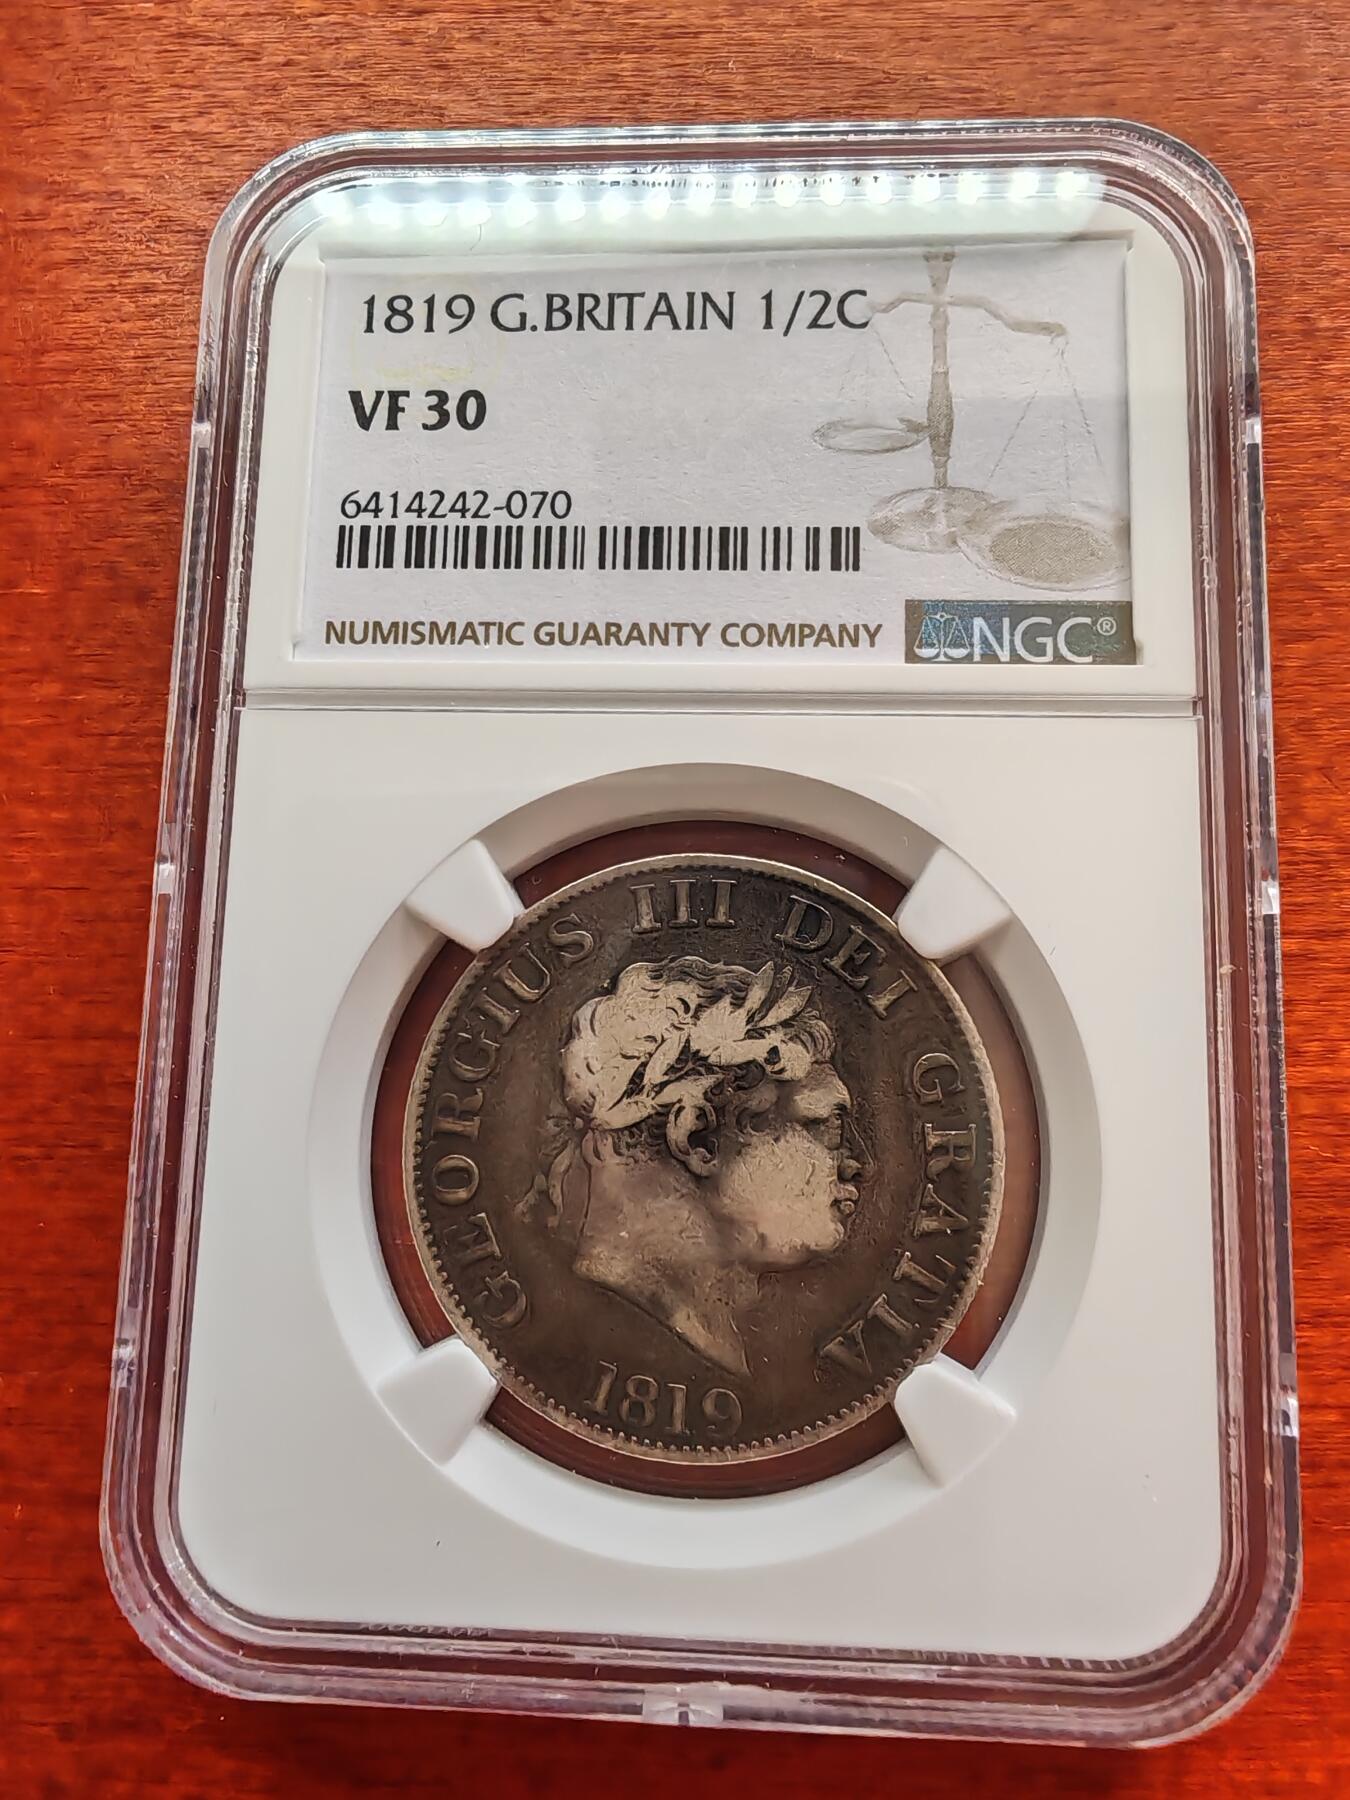 1819 G.BRITAIN 1/2C
VF 30
6414242-070
NUMISMATIC GUARANTY COMPANY NGC®
GEORGIUS III DEI GRATIA
1819